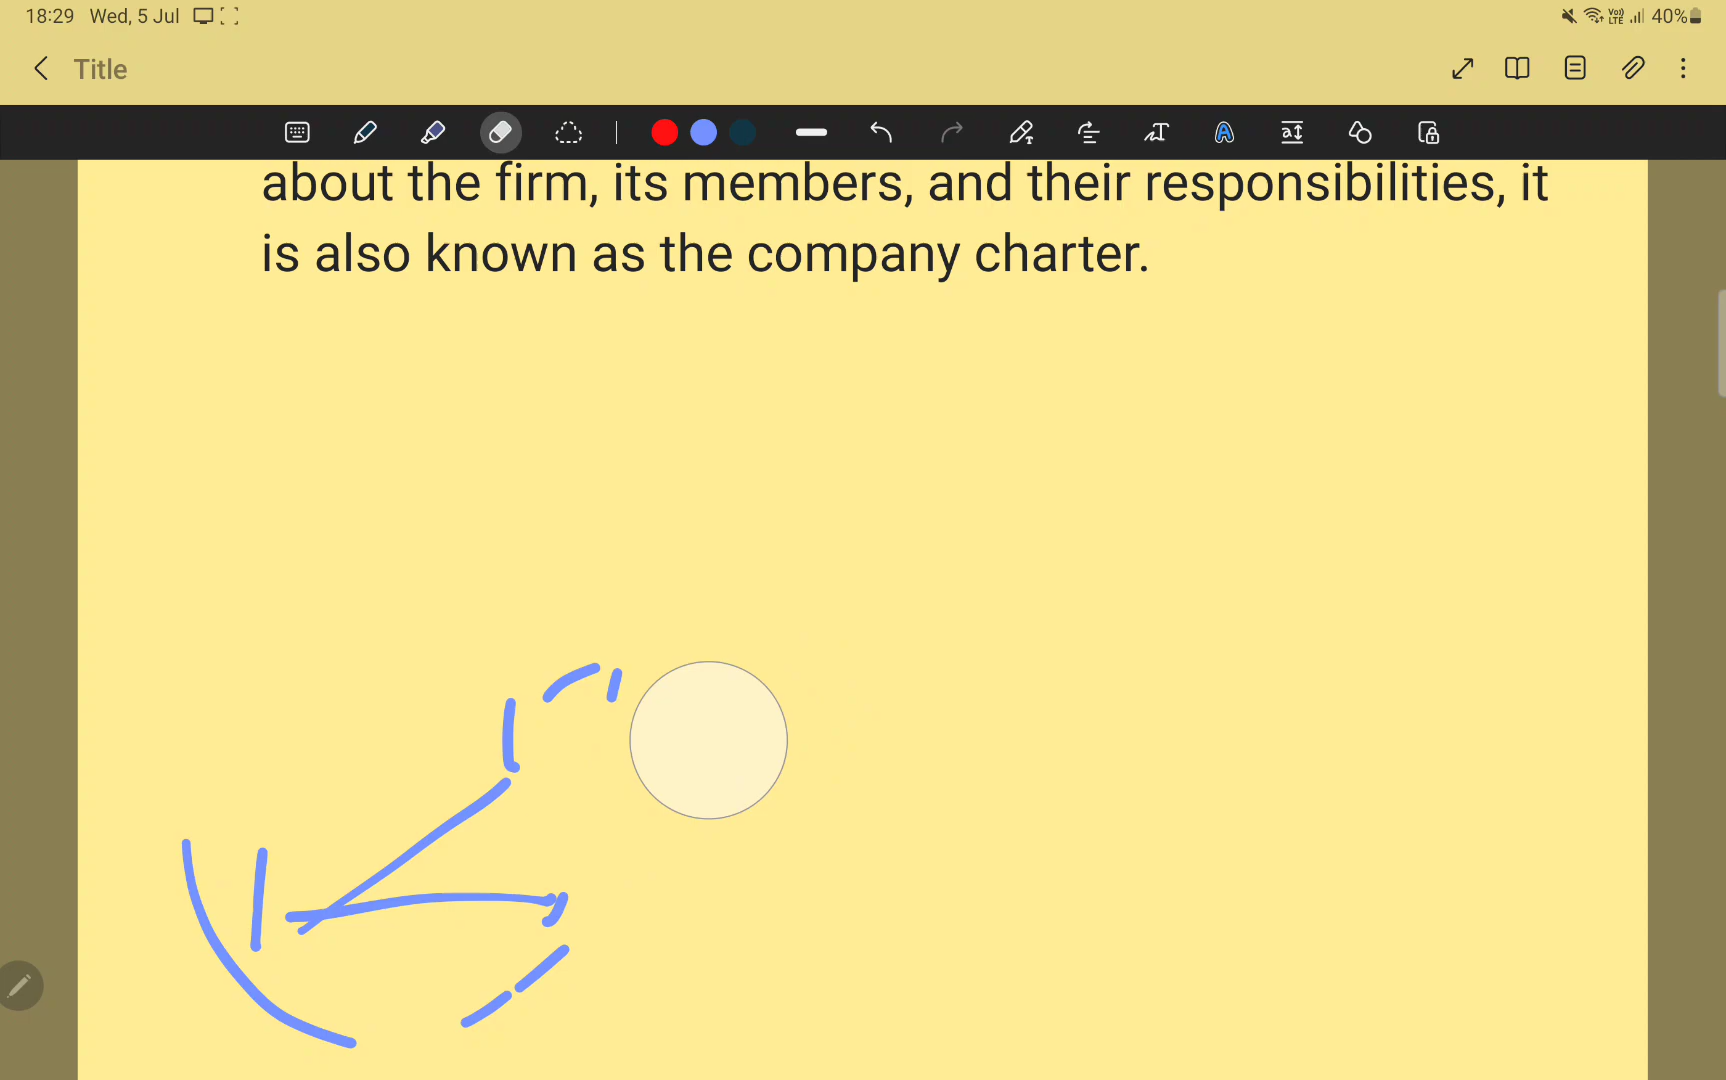 18:29 Wed, 5 Jul 40%
Title
about the firm, its members, and their responsibilities, it
is also known as the company charter.